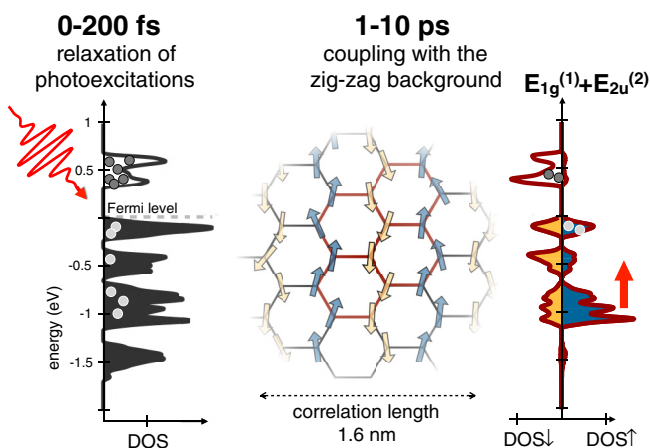 0-200 fs
relaxation of
photoexcitations
1-10 ps
coupling with the
zig-zag background
E1g(1)+E2u(2)
1
0.5
Fermi level
-0.5
-1
-1.5
energy (eV)
DOS
correlation length
1.6 nm
DOS↓ DOS↑